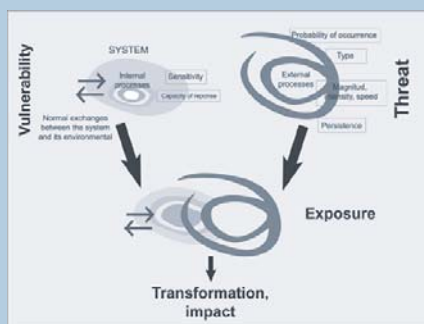 Vulnerability
SYSTEM
Internal
processes
Sensitivity
Capacity of reponse
Normal exchanges
between the system
and its environmental
Probability of occurrence
Type
External
processes
Magnitud,
intensity, speed
Persistence
Threat
Exposure
Transformation,
impact